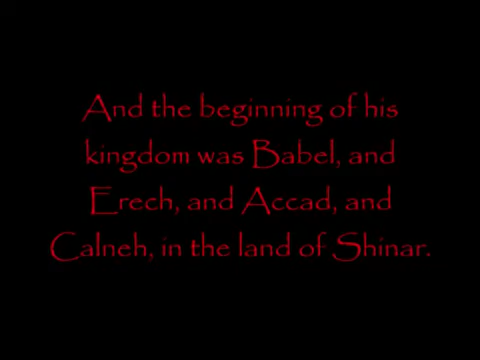 And the beginning of his
kingdom was Babel, and
Erech, and Accad, and
Calneh, in the land of Shinar.